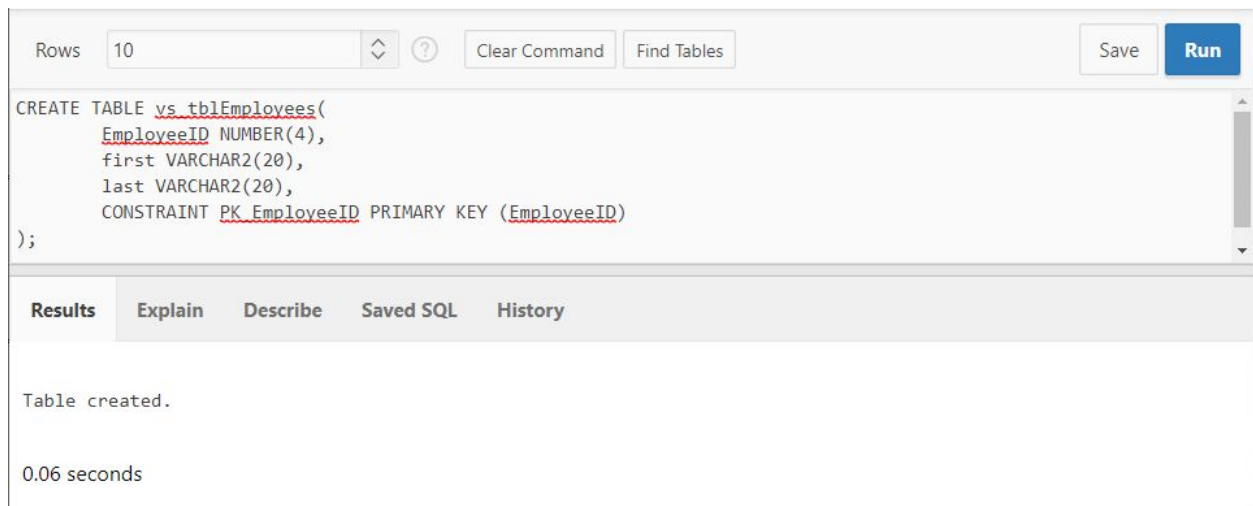 Rows 10 ? Clear Command Find Tables Save Run
CREATE TABLE vs_tblEmployees(
EmployeeID NUMBER(4),
first VARCHAR2(20),
last VARCHAR2(20),
CONSTRAINT PK_EmployeeID PRIMARY KEY (EmployeeID)
);
Results Explain Describe Saved SQL History
Table created.
0.06 seconds